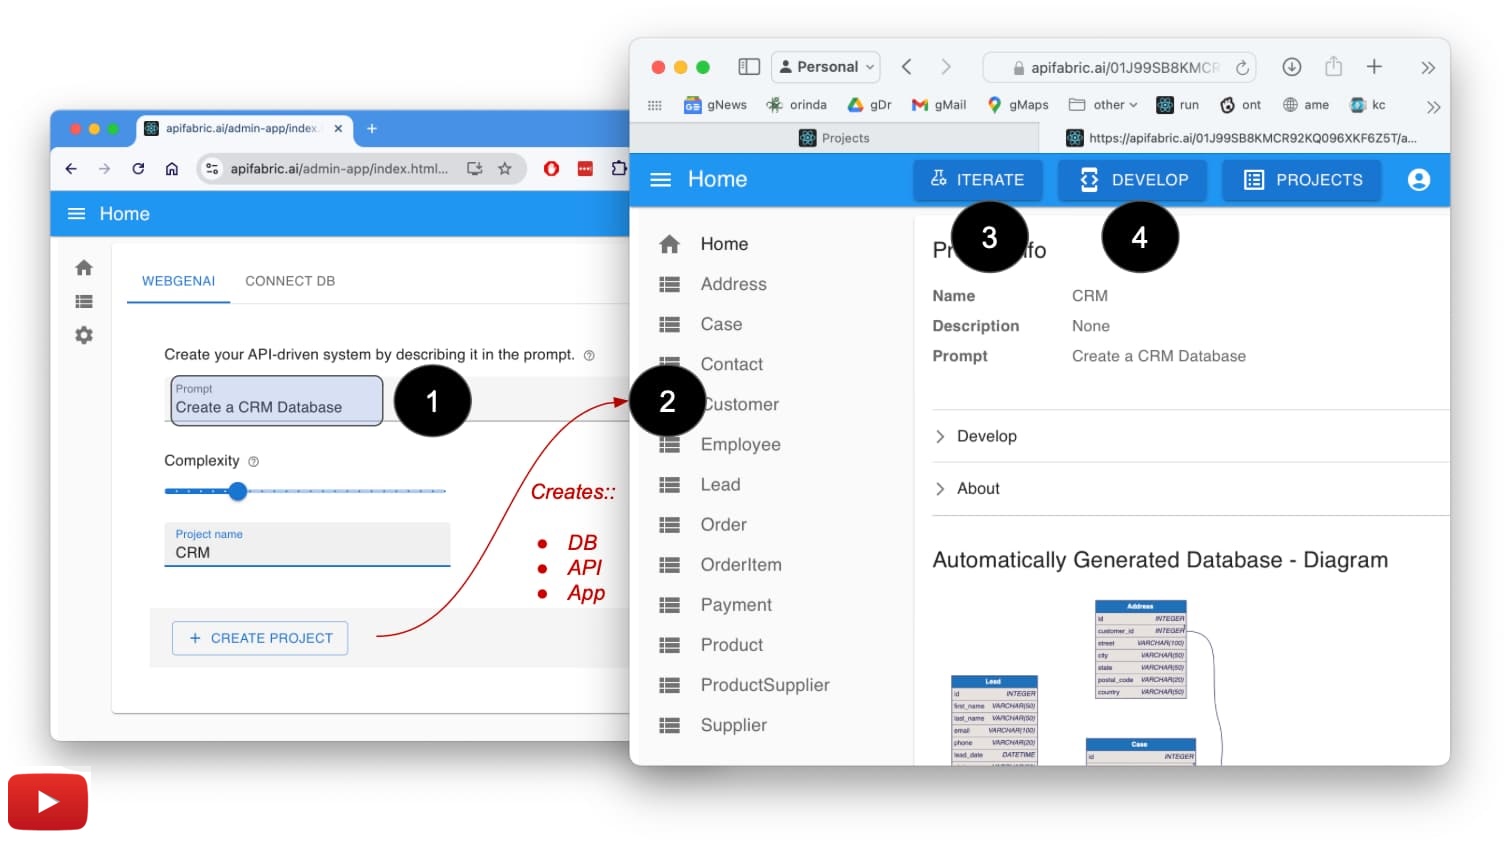 apifabric.ai/admin-app/index.
apifabric.ai/admin-app/index.html...
Home
WEBGENAI
CONNECT DB
Create your API-driven system by describing it in the prompt.
Prompt
Create a CRM Database
1
Complexity
Project name
CRM
+ CREATE PROJECT
Creates::
• DB
• API
• App
Personal
apifabric.ai/01J99SB8KMCR
gNews
orinda
gDr
gMail
gMaps
other
run
ont
ame
kc
Projects
https://apifabric.ai/01J99SB8KMCR92KQ096XKF6Z5T/a...
Home
ITERATE
DEVELOP
PROJECTS
3
4
Home
Address
Case
Contact
2
Customer
Employee
Lead
Order
OrderItem
Payment
Product
ProductSupplier
Supplier
Name CRM
Description None
Prompt Create a CRM Database
Develop
About
Automatically Generated Database - Diagram
Address
id INTEGER
customer_id INTEGER
street VARCHAR(100)
city VARCHAR(50)
state VARCHAR(50)
postal_code VARCHAR(20)
country VARCHAR(50)
Lead
id INTEGER
first_name VARCHAR(50)
last_name VARCHAR(50)
email VARCHAR(100)
phone VARCHAR(20)
lead_date DATETIME
Case
id INTEGER